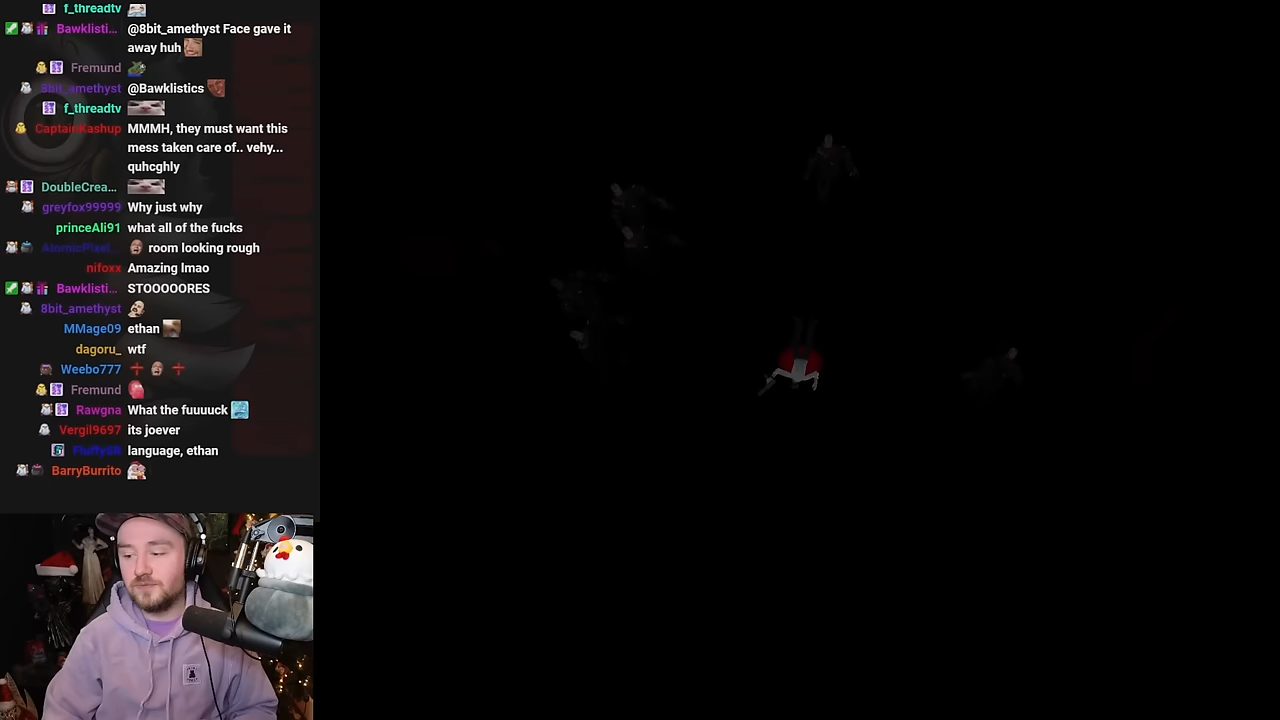 f_threadtv
Bawklisti... @8bit_amethyst Face gave it
away huh
Fremund
8bit_amethyst @Bawklistics
f_threadtv
CaptainKashup MMMH, they must want this
mess taken care of.. vehy...
quhcghly
DoubleCrea...
greyfox99999 Why just why
princeAli91 what all of the fucks
AtomicPixel... room looking rough
nifoxx Amazing lmao
Bawklisti... STOOOOORES
8bit_amethyst
MMage09 ethan
dagoru_ wtf
Weebo777
Fremund
Rawgna What the fuuuuck
Vergil9697 its joever
language, ethan
BarryBurrito